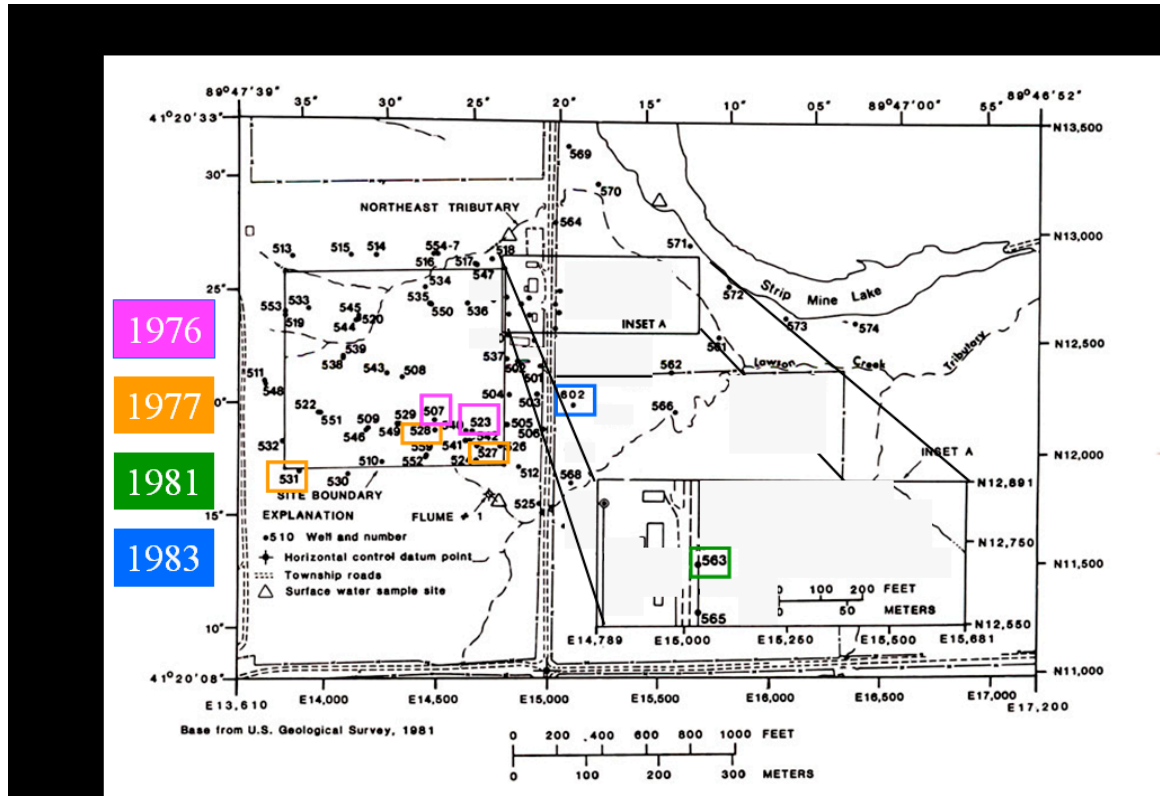 89°47'39" 35" 30" 25" 20" 15" 10" 05" 89°47'00" 55" 89°46'52"
41°20'33"
N13,500
569
30"
570
NORTHEAST TRIBUTARY
564
513 515 514 554-7 518
516 517 547
571
N13,000
534
25"
535 550 536
572
Strip Mine Lake
553 533 545 520
519 544
INSET A
573 574
1976
539
538
537
561
N12,500
502
543 508
501
562
Lawson Creek
Tributary
511
548
504 503
602
1977
522 551
509 529 507
523
505
506
566
546 549 528 540
541 542
526
532
559
552
527
524
N12,000
INSET A
510
512
568
531
530
1981
SITE BOUNDARY
N12,891
525
EXPLANATION
FLUME 1
15"
•510 Well and number
N12,750
1983
Horizontal control datum point
563
Township roads
N11,500
Surface water sample site
0 100 200 FEET
0 50 METERS
565
N12,550
10"
E14,789 E15,000 E15,250 E15,500 E15,681
N11,000
41°20'08"
E13,610 E14,000 E14,500 E15,000 E15,500 E16,000 E16,500 E17,000 E17,200
Base from U.S. Geological Survey, 1981
0 200 400 600 800 1000 FEET
0 100 200 300 METERS